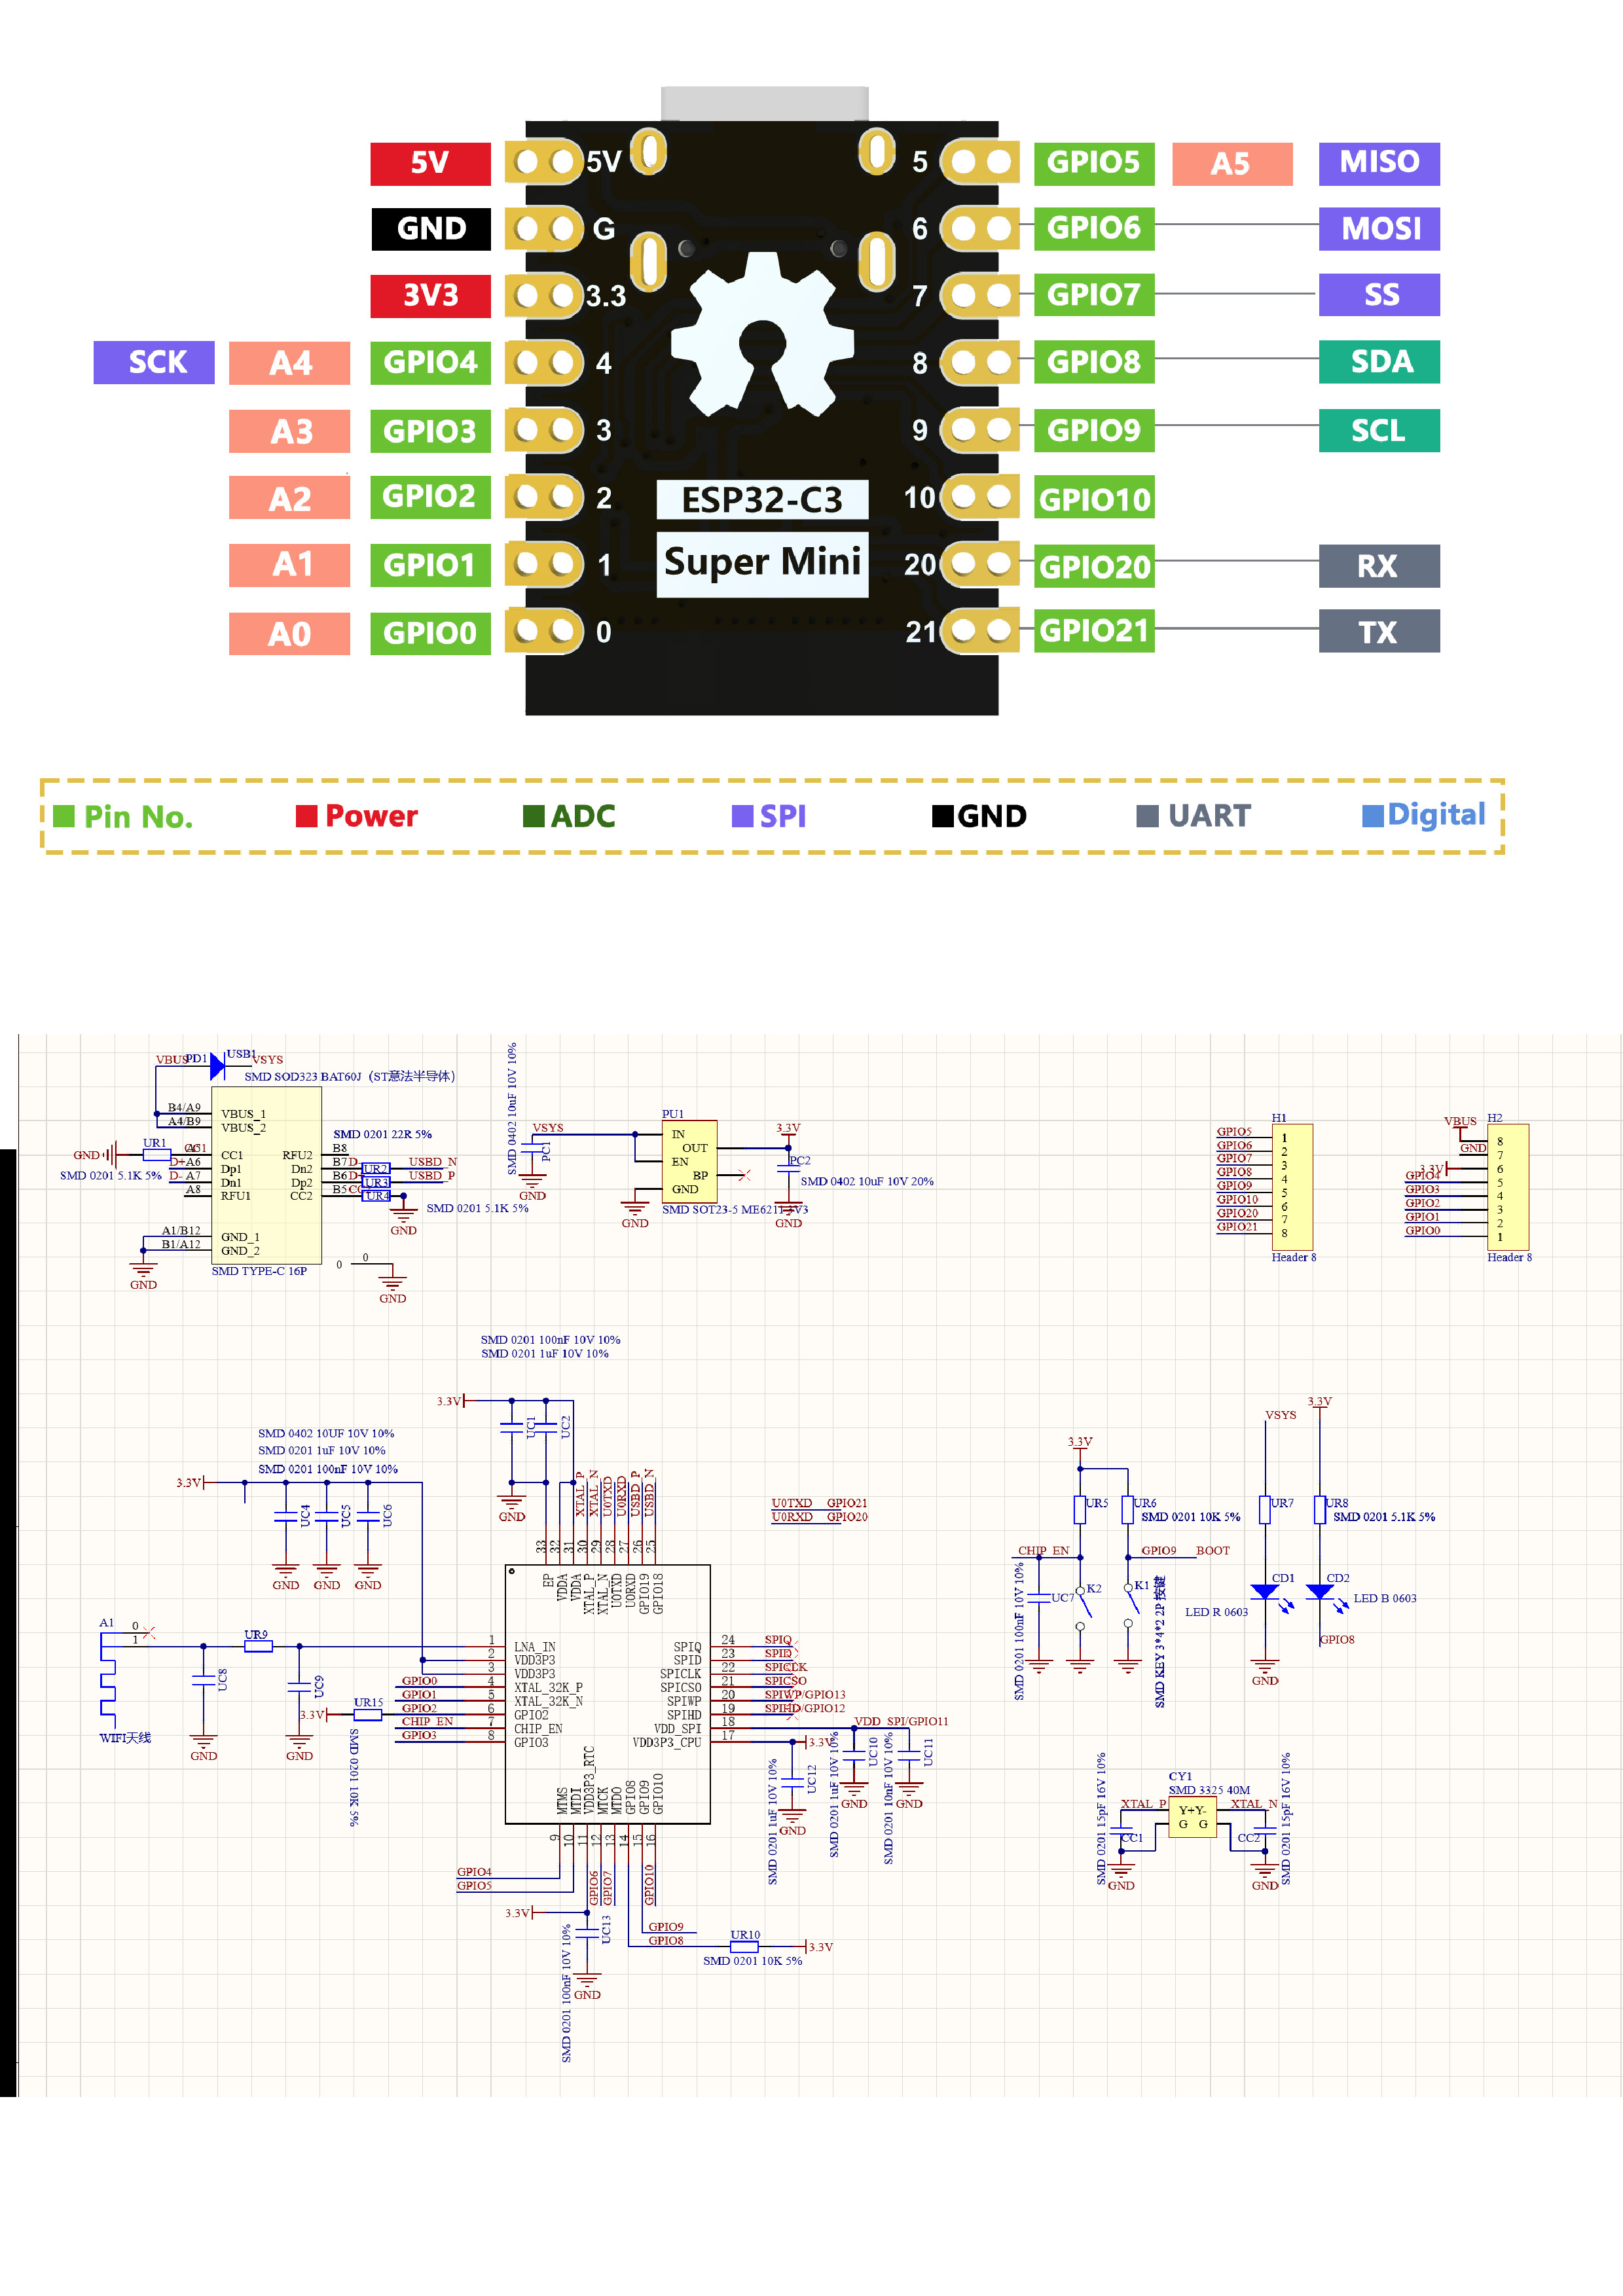 5V 5V 5 GPIO5 A5 MISO
GND G 6 GPIO6 MOSI
3V3 3.3 7 GPIO7 SS
SCK A4 GPIO4 4 8 GPIO8 SDA
A3 GPIO3 3 9 GPIO9 SCL
A2 GPIO2 2 ESP32-C3 10 GPIO10
A1 GPIO1 1 Super Mini 20 GPIO20 RX
A0 GPIO0 0 21 GPIO21 TX
Pin No. Power ADC SPI GND UART Digital
VBUS PD1 USB1 VSYS
SMD SOD323 BAT60J（ST意法半导体）
B4/A9 VBUS_1
A4/B9 VBUS_2
SMD 0201 22R 5%
GND UR1 CC1 RFU2 B8
D+ A6 Dp1 Dn2 B7 D- UR2 USBD_N
SMD 0201 5.1K 5% D- A7 Dn1 Dp2 B6 D+ UR3 USBD_P
A8 RFU1 CC2 B5 UR4
SMD 0201 5.1K 5%
GND
A1/B12 GND_1
B1/A12 GND_2
GND
SMD TYPE-C 16P
0 0
GND
SMD 0402 10uF 10V 10%
VSYS
PC1
GND
PU1
IN
OUT
EN
BP
GND
GND
3.3V
PC2
SMD 0402 10uF 10V 20%
GND
SMD SOT23-5 ME6211 3V3
H1
GPIO5 1
GPIO6 2
GPIO7 3
GPIO8 4
GPIO9 5
GPIO10 6
GPIO20 7
GPIO21 8
Header 8
H2
VBUS 8
GND 7
3.3V 6
GPIO4 5
GPIO3 4
GPIO2 3
GPIO1 2
GPIO0 1
Header 8
SMD 0201 100nF 10V 10%
SMD 0201 1uF 10V 10%
3.3V
UC1
UC2
GND
SMD 0402 10UF 10V 10%
SMD 0201 1uF 10V 10%
SMD 0201 100nF 10V 10%
3.3V
UC4
UC5
UC6
GND GND GND
XTAL_P XTAL_N U0TXD U0RXD USBD_P USBD_N
33 32 31 30 29 28 27 26 25
EP VDDA VDDA XTAL_P XTAL_N U0TXD U0RXD GPIO19 GPIO18
U0TXD GPIO21
U0RXD GPIO20
A1
0
1
WIFI天线
UR9
UC8
UC9
GND GND
1 LNA_IN
2 VDD3P3
3 VDD3P3
GPIO0 4 XTAL_32K_P
GPIO1 5 XTAL_32K_N
3.3V UR15 GPIO2 6 GPIO2
CHIP_EN 7 CHIP_EN
GPIO3 8 GPIO3
SMD 0201 10K 5%
SPIQ 24 SPIQ
SPID 23 SPID
SPICLK 22 SPICLK
SPICSO 21 SPICSO
SPIWP 20 SPIWP/GPIO13
SPIHD 19 SPIHD/GPIO12
VDD_SPI 18 VDD_SPI/GPIO11
VDD3P3_CPU 17 3.3V
MTMS MTDI VDD3P3_RTC MTCK MTDO GPIO8 GPIO9 GPIO10
9 10 11 12 13 14 15 16
GPIO4
GPIO5
GPIO6
GPIO7
GPIO10
3.3V
UC13
SMD 0201 100nF 10V 10%
GND
GPIO9
GPIO8 UR10 3.3V
SMD 0201 10K 5%
UC12
SMD 0201 1uF 10V 10%
GND
UC10
SMD 0201 1uF 10V 10%
GND
UC11
SMD 0201 10nF 10V 10%
GND
3.3V
UR5 UR6
SMD 0201 10K 5%
CHIP_EN GPIO9 BOOT
UC7 K2 K1
SMD 0201 100nF 10V 10%
SMD KEY 3*4*2 2P 按键
VSYS 3.3V
UR7 UR8
SMD 0201 5.1K 5%
CD1 CD2
LED R 0603 LED B 0603
GPIO8
GND
CY1
SMD 3325 40M
XTAL_P Y+ Y- XTAL_N
G G
CC1 CC2
SMD 0201 15pF 16V 10%
SMD 0201 15pF 16V 10%
GND GND